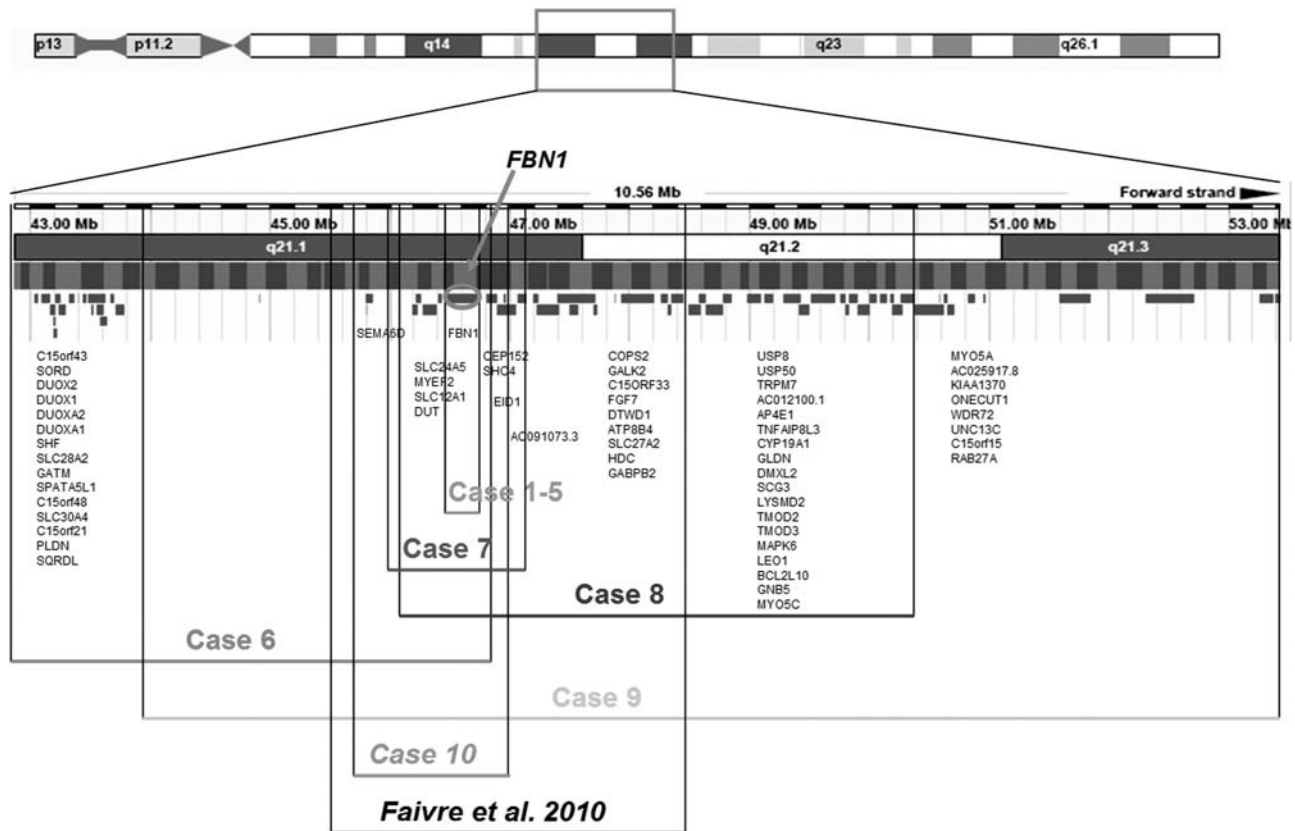 p13 p11.2 q14 q23 q26.1
FBN1
10.56 Mb Forward strand
43.00 Mb 45.00 Mb 47.00 Mb 49.00 Mb 51.00 Mb 53.00 Mb
q21.1 q21.2 q21.3
SEMA6D FBN1
C15orf43
SORD
DUOX2
DUOX1
DUOXA2
DUOXA1
SHF
SLC28A2
GATM
SPATA5L1
C15orf48
SLC30A4
C15orf21
PLDN
SQRDL
SLC24A5
MYEF2
SLC12A1
DUT
CEP152
SHC4
EID1
AC091073.3
COPS2
GALK2
C15ORF33
FGF7
DTWD1
ATP8B4
SLC27A2
HDC
GABPB2
USP8
USP50
TRPM7
AC012100.1
AP4E1
TNFAIP8L3
CYP19A1
GLDN
DMXL2
SCG3
LYSMD2
TMOD2
TMOD3
MAPK6
LEO1
BCL2L10
GNB5
MYO5C
MYO5A
AC025917.8
KIAA1370
ONECUT1
WDR72
UNC13C
C15orf15
RAB27A
Case 1-5
Case 7
Case 8
Case 6
Case 9
Case 10
Faivre et al. 2010